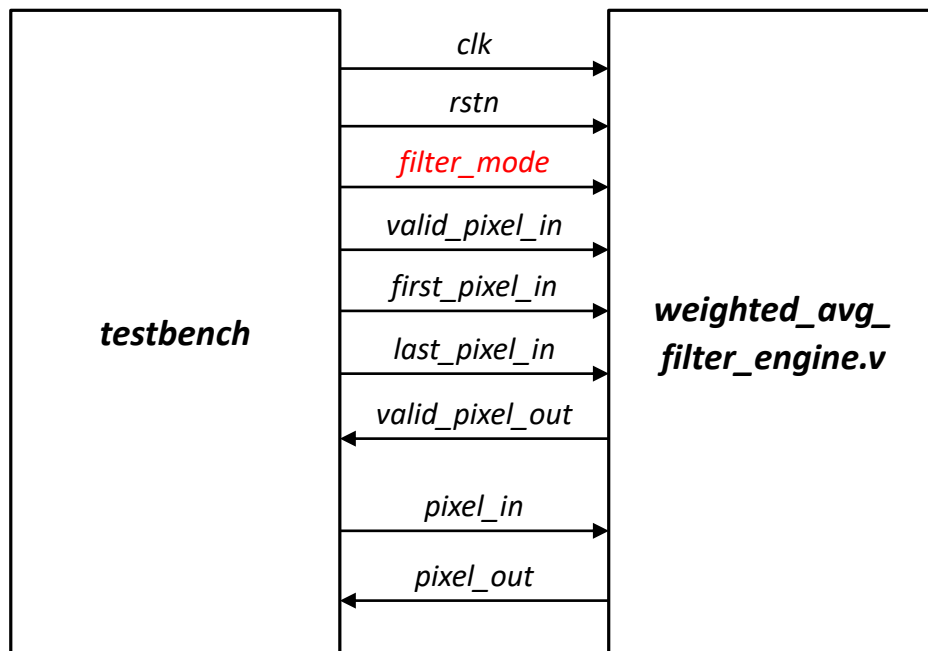 clk
rstn
filter_mode
valid_pixel_in
first_pixel_in
testbench
weighted_avg_
filter_engine.v
last_pixel_in
valid_pixel_out
pixel_in
pixel_out